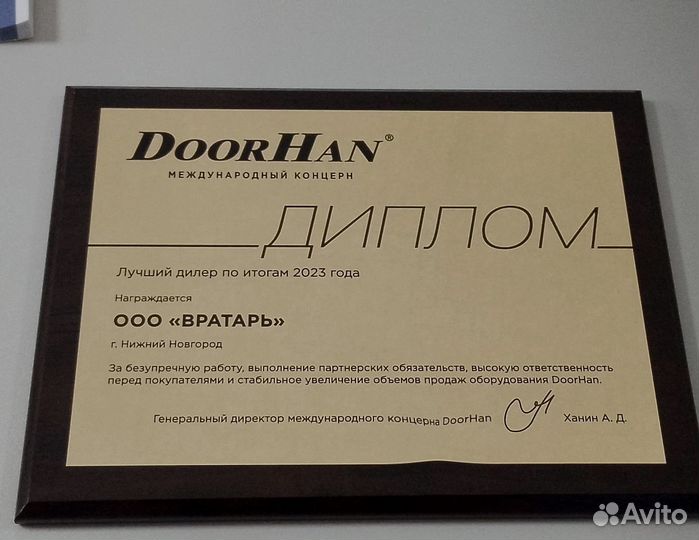 DOORHAN®
МЕЖДУНАРОДНЫЙ КОНЦЕРН
ДИПЛОМ
Лучший дилер по итогам 2023 года
Награждается
ООО «ВРАТАРЬ»
г. Нижний Новгород
За безупречную работу, выполнение партнерских обязательств, высокую ответственность
перед покупателями и стабильное увеличение объемов продаж оборудования DoorHan.
Генеральный директор международного концерна DoorHan Ханин А. Д.
Avito